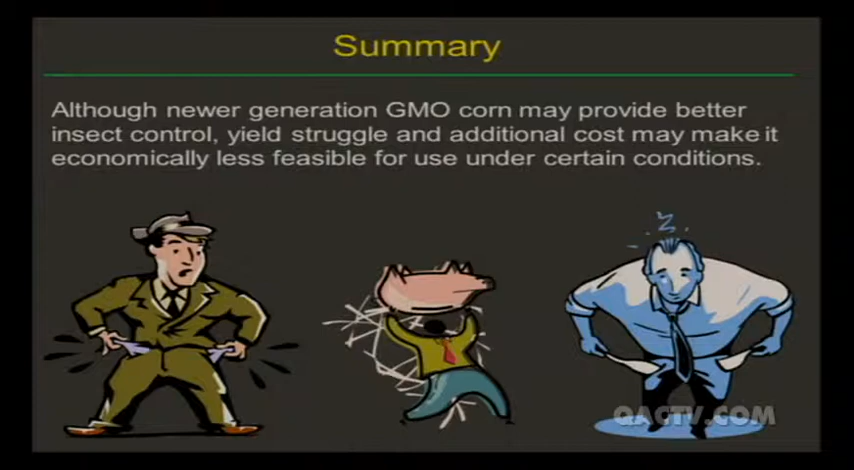 Summary
Although newer generation GMO corn may provide better
insect control, yield struggle and additional cost may make it
economically less feasible for use under certain conditions.
QACTV.COM